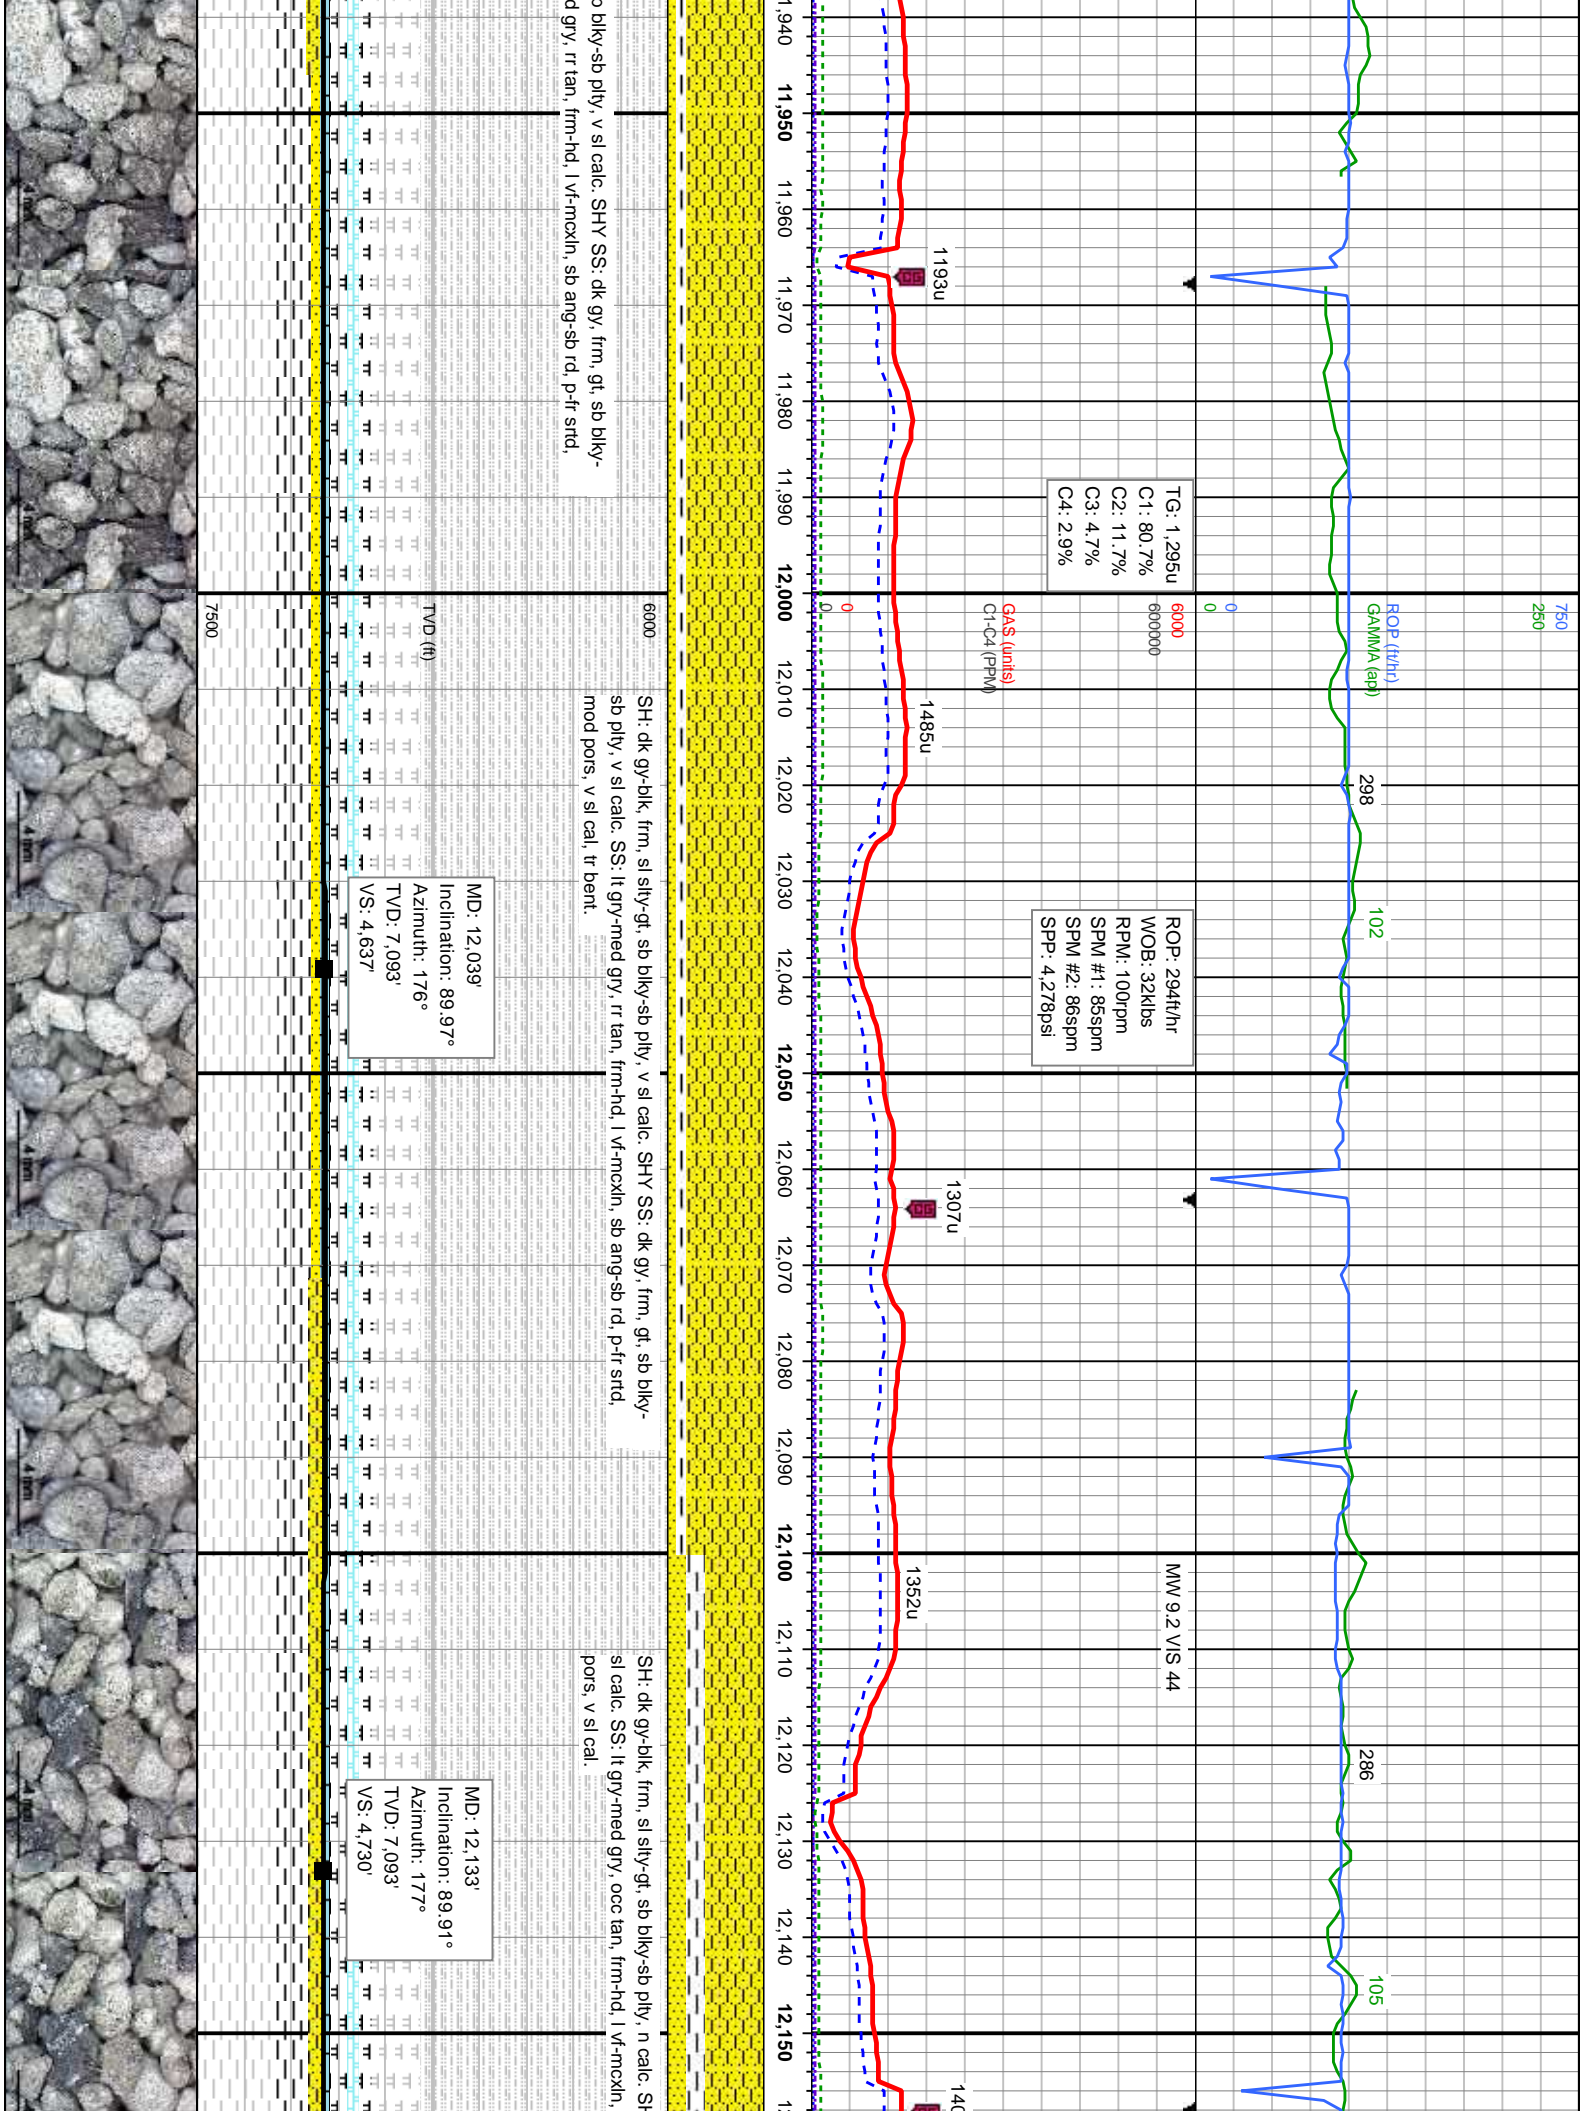 250
750
ROP (ft/hr)
GAMMA (api)
0
0
298
102
286
105
6000
600000
GAS (units)
C1-C4 (PPM)
0
0
TG: 1,295u
C1: 80.7%
C2: 11.7%
C3: 4.7%
C4: 2.9%
ROP: 294ft/hr
WOB: 32klbs
RPM: 100rpm
SPM #1: 85spm
SPM #2: 86spm
SPP: 4,278psi
MW 9.2 VIS 44
1193u
1485u
1307u
1352u
11,950
11,960
11,970
11,980
11,990
12,000
12,010
12,020
12,030
12,040
12,050
12,060
12,070
12,080
12,090
12,100
12,110
12,120
12,130
12,140
12,150
blky-sb plty, v sl calc. SHY SS: dk gy, frm, gt, sb blky-
gry, rr tan, frm-hd, l vf-mcxln, sb ang-sb rd, p-fr srtd,
SH: dk gy-blk, frm, sl slty-gt, sb blky-sb plty, v sl calc. SHY SS: dk gy, frm, gt, sb blky-
sb plty, v sl calc. SS: lt gry-med gry, rr tan, frm-hd, l vf-mcxln, sb ang-sb rd, p-fr srtd,
mod pors, v sl cal, tr bent.
SH: dk gy-blk, frm, sl slty-gt, sb blky-sb plty, n calc.
sl calc. SS: lt gry-med gry, occ tan, frm-hd, l vf-mcxln,
pors, v sl cal.
6000
TVD (ft)
7500
MD: 12,039'
Inclination: 89.97°
Azimuth: 176°
TVD: 7,093'
VS: 4,637'
MD: 12,133'
Inclination: 89.91°
Azimuth: 177°
TVD: 7,093'
VS: 4,730'
4 mm
4 mm
4 mm
4 mm
4 mm